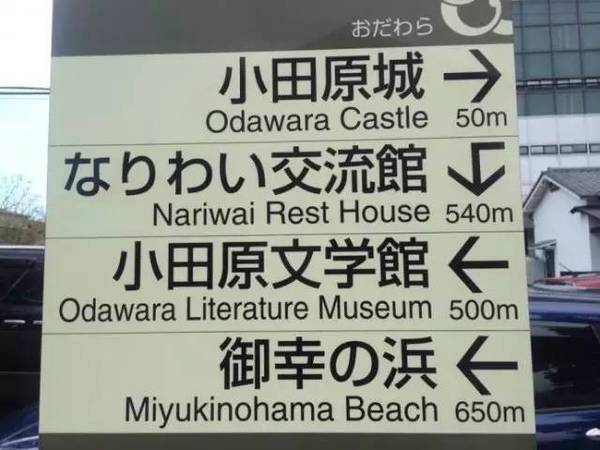 おだわら
小田原城 →
Odawara Castle 50m
なりわい交流館
Nariwai Rest House 540m
小田原文学館 ←
Odawara Literature Museum 500m
御幸の浜 ←
Miyukinohama Beach 650m